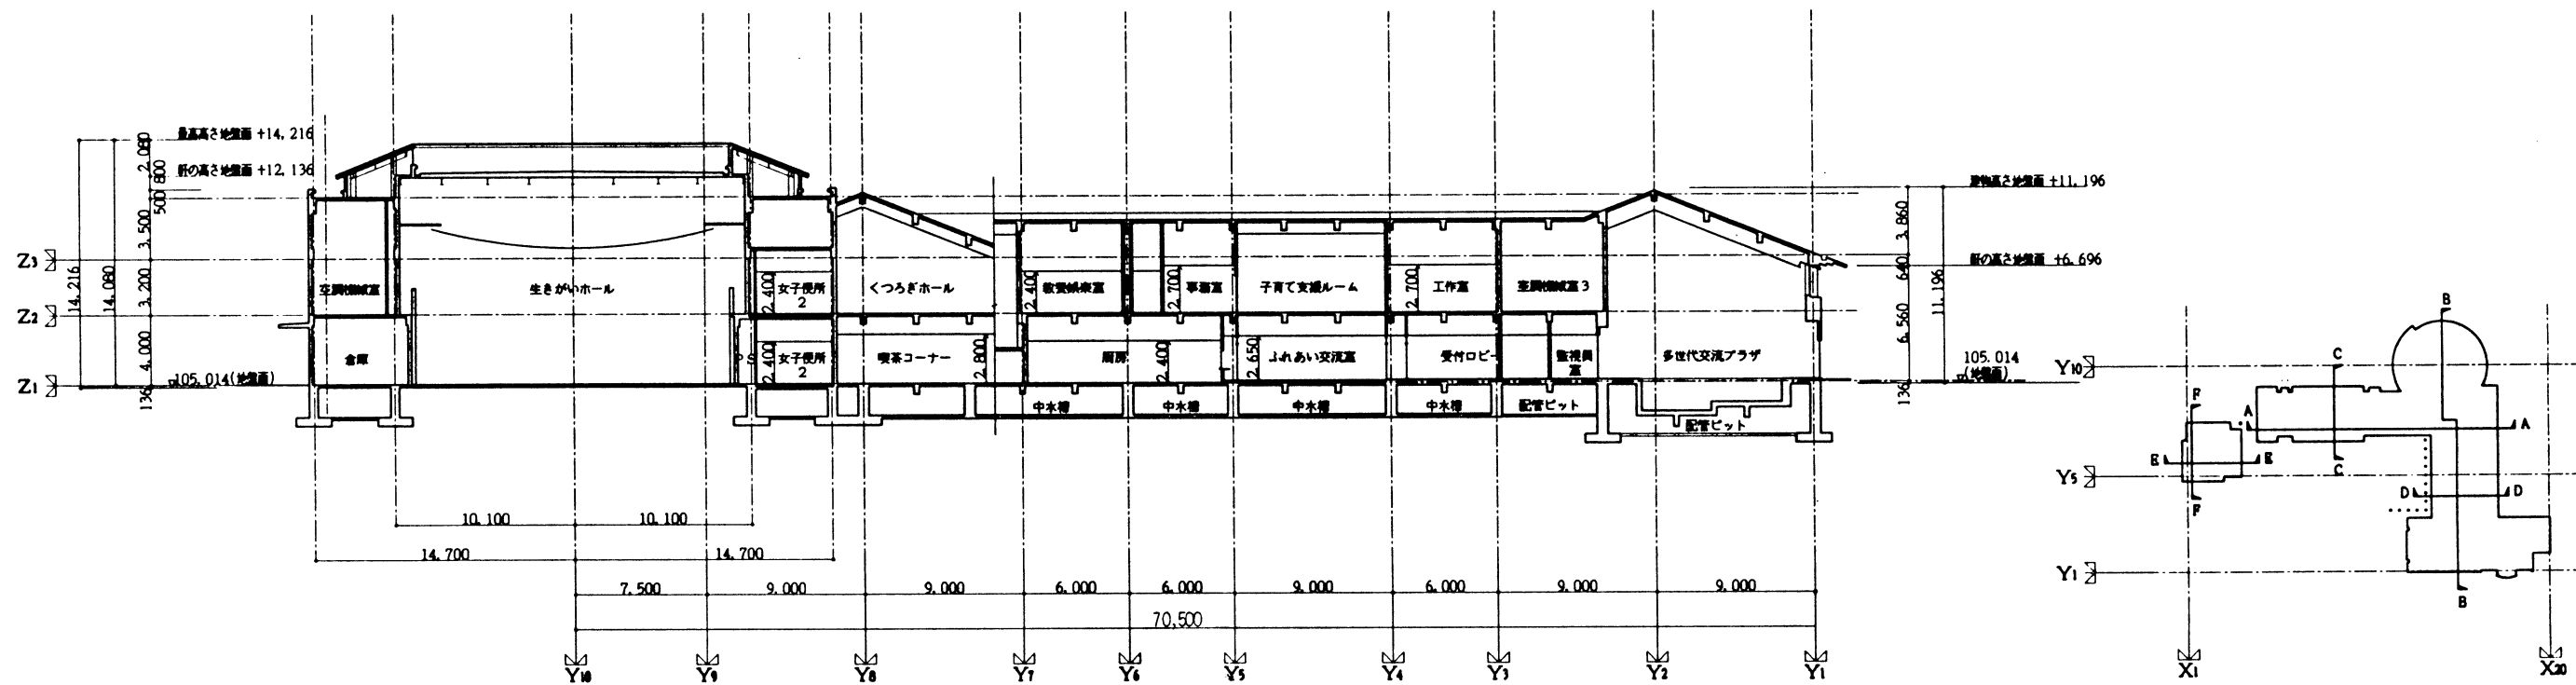 最高高さ地盤面 +14,216
軒の高さ地盤面 +12,136
建物高さ地盤面 +11,196
軒の高さ地盤面 +6,696
14,216
14,080
2,080
800
500
3,500
3,200
4,000
136
3,860
640
6,560
11,196
136
Z3
Z2
Z1
105.014(地盤面)
105.014
(地盤面)
空調機械室
生きがいホール
2,400
女子便所
2
くつろぎホール
2,400
教養娯楽室
2,700
事務室
子育て支援ルーム
2,700
工作室
空調機械室3
倉庫
2,400
女子便所
2
喫茶コーナー
2,800
厨房
2,400
2,650
ふれあい交流室
受付ロビー
監視員
室
多世代交流プラザ
中水槽
中水槽
中水槽
中水槽
配管ピット
配管ピット
10,100
10,100
14,700
14,700
7,500
9,000
9,000
6,000
6,000
9,000
6,000
9,000
9,000
70,500
Y10
Y9
Y8
Y7
Y6
Y5
Y4
Y3
Y2
Y1
B
C
Y10
F
A
A
E
E
C
Y5
D
D
F
Y1
B
X1
X20